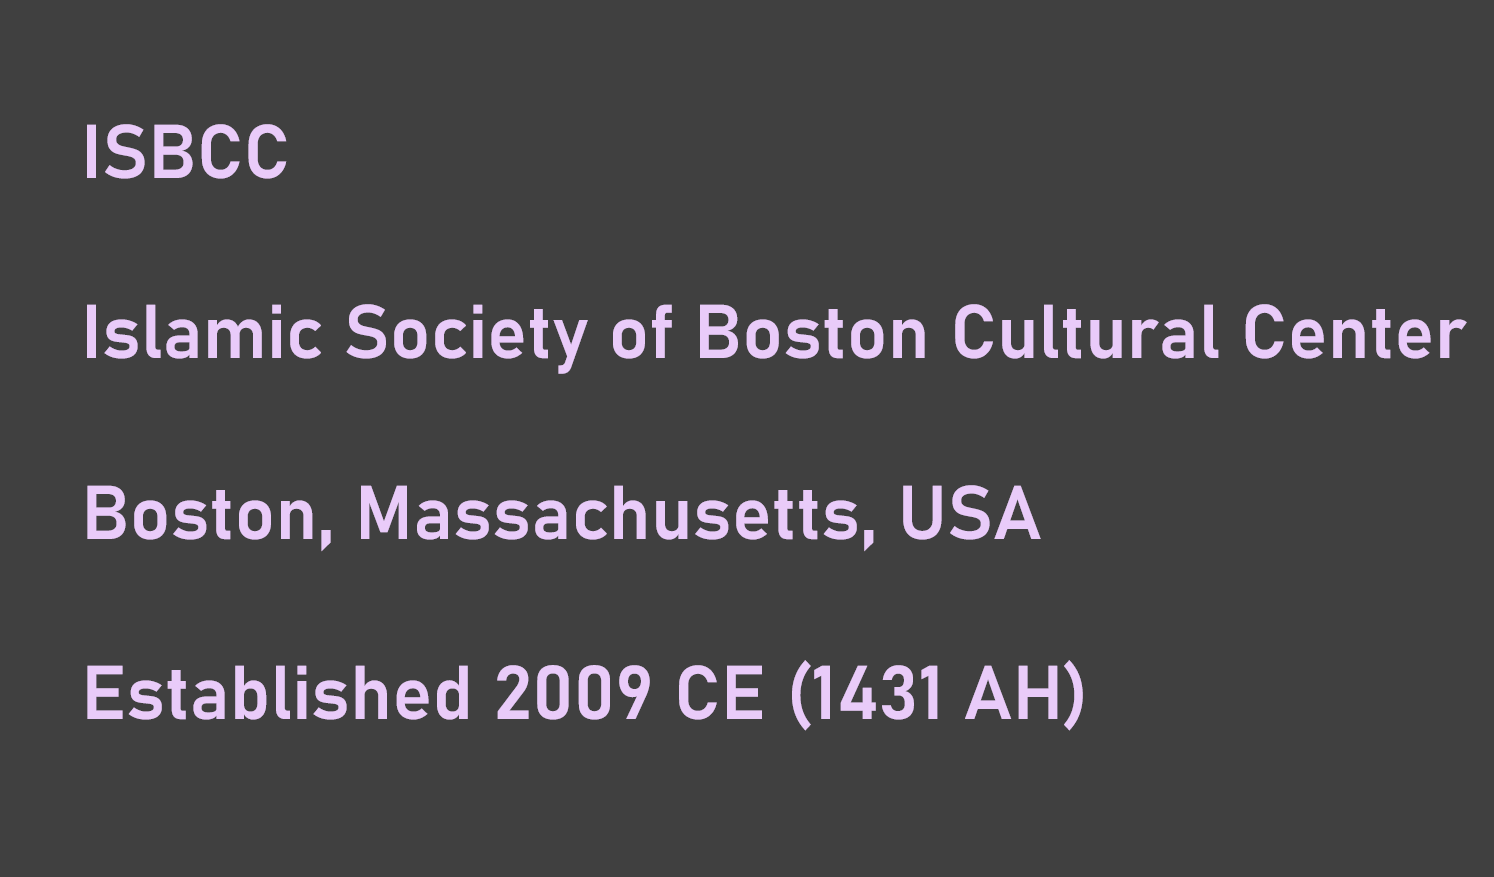 ISBCC
Islamic Society of Boston Cultural Center
Boston, Massachusetts, USA
Established 2009 CE (1431 AH)